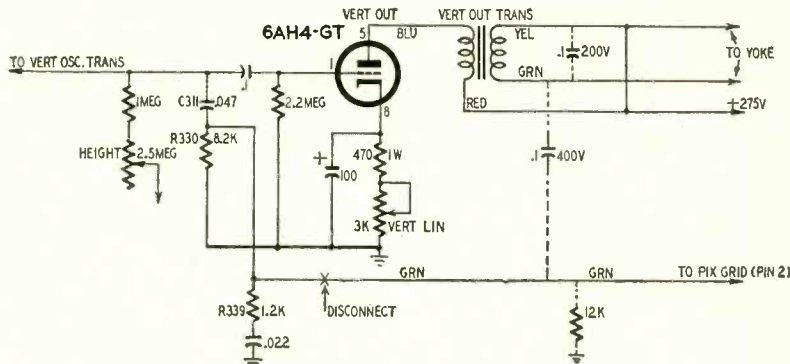 VERT OUT
6AH4-GT
5
BLU
VERT OUT TRANS
YEL
.1
200V
TO YOKE
GRN
+275V
RED
TO VERT OSC. TRANS
1
.1
1MEG
C311
.047
2.2MEG
8
HEIGHT
2.5MEG
R330
8.2K
+
100
470
1W
.1
400V
3K
VERT LIN
GRN
GRN
TO PIX GRID (PIN 2)
R339
1.2K
DISCONNECT
12K
.022